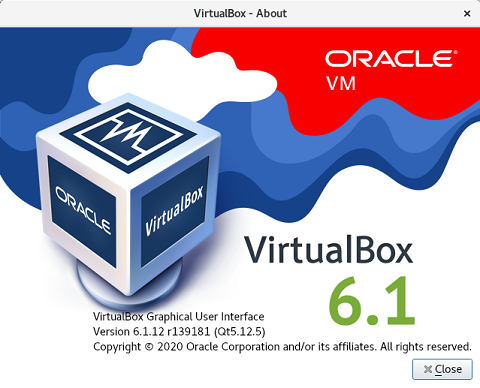 VirtualBox - About
ORACLE®
VM
ORACLE
VirtualBox
VirtualBox
6.1
VirtualBox Graphical User Interface
Version 6.1.12 r139181 (Qt5.12.5)
Copyright © 2020 Oracle Corporation and/or its affiliates. All rights reserved.
Close